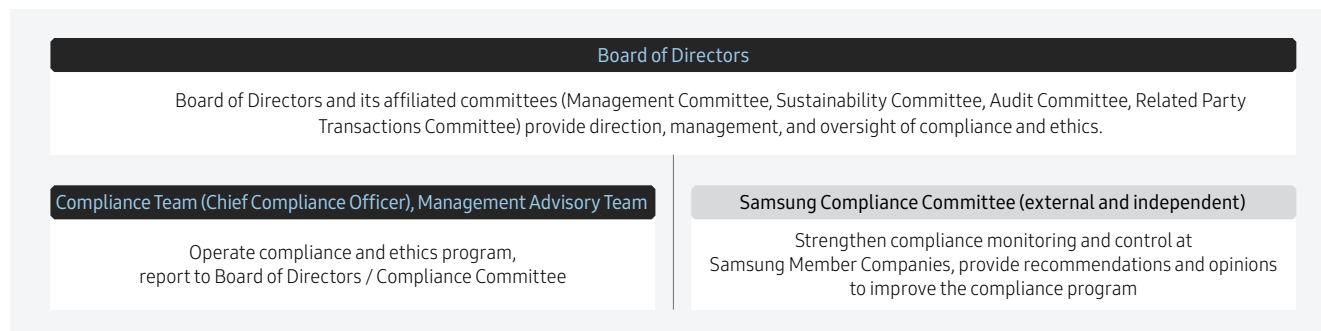 Board of Directors
Board of Directors and its affiliated committees (Management Committee, Sustainability Committee, Audit Committee, Related Party
Transactions Committee) provide direction, management, and oversight of compliance and ethics.
Compliance Team (Chief Compliance Officer), Management Advisory Team
Operate compliance and ethics program,
report to Board of Directors / Compliance Committee
Samsung Compliance Committee (external and independent)
Strengthen compliance monitoring and control at
Samsung Member Companies, provide recommendations and opinions
to improve the compliance program